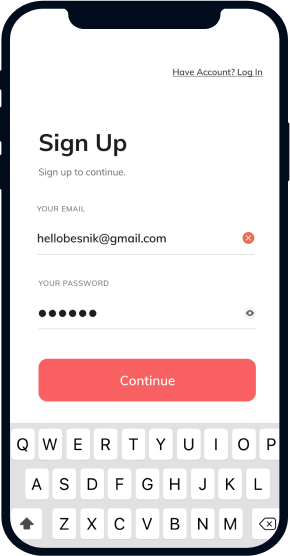 Have Account? Log In
Sign Up
Sign up to continue.
YOUR EMAIL
hellobesnik@gmail.com
YOUR PASSWORD
Continue
Q W E R T Y U I O P
A S D F G H J K L
Z X C V B N M